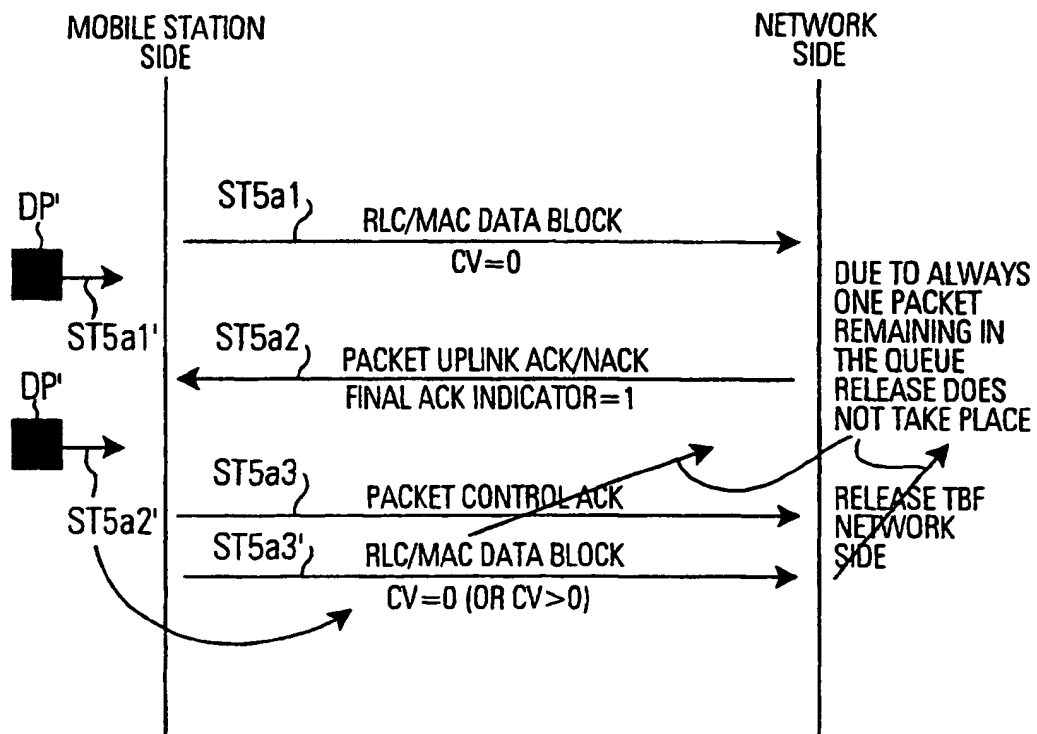 MOBILE STATION
SIDE
NETWORK
SIDE
DP'
ST5a1
RLC/MAC DATA BLOCK
CV=0
ST5a1'
DUE TO ALWAYS
ONE PACKET
REMAINING IN
THE QUEUE
RELEASE DOES
NOT TAKE PLACE
ST5a2
PACKET UPLINK ACK/NACK
FINAL ACK INDICATOR=1
DP'
ST5a2'
ST5a3
PACKET CONTROL ACK
RELEASE TBF
NETWORK
SIDE
ST5a3'
RLC/MAC DATA BLOCK
CV=0 (OR CV>0)